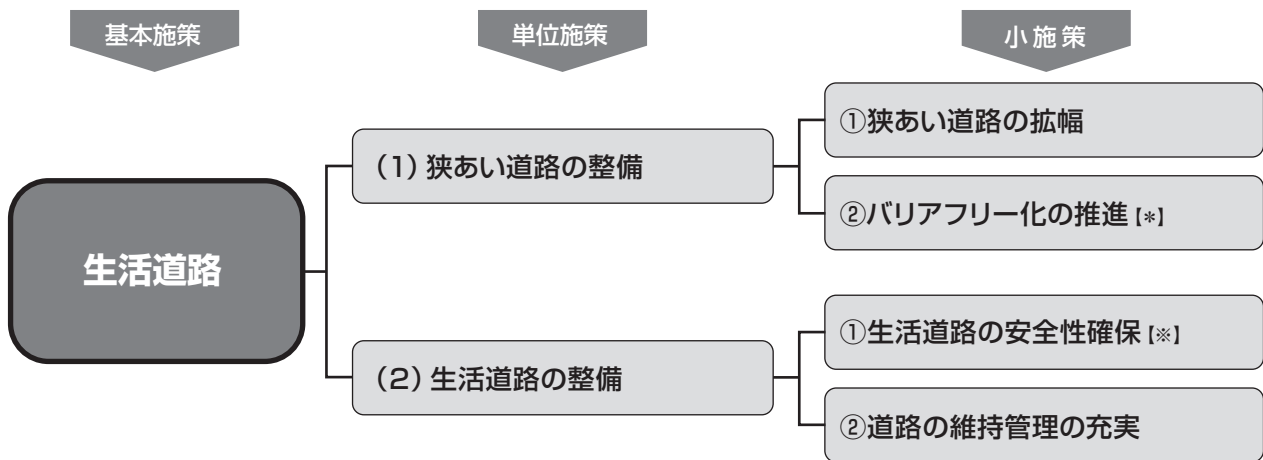 基本施策
単位施策
小施策
生活道路
(1) 狭あい道路の整備
①狭あい道路の拡幅
②バリアフリー化の推進【*】
(2) 生活道路の整備
①生活道路の安全性確保【※】
②道路の維持管理の充実